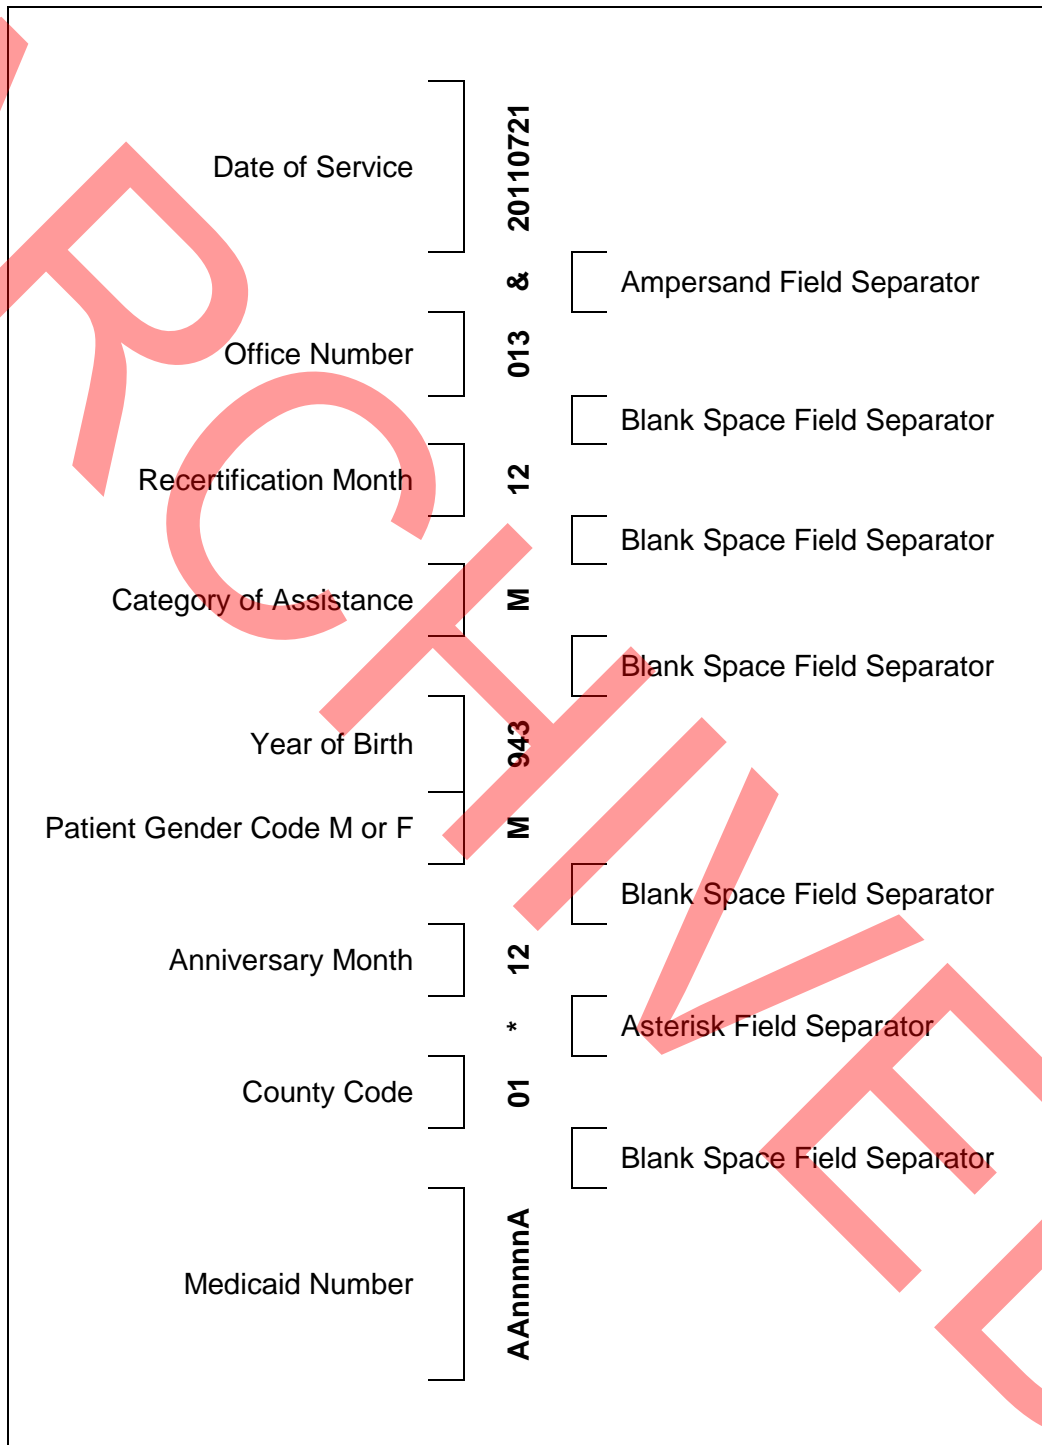 Date of Service
20110721
&
Ampersand Field Separator
Office Number
013
Blank Space Field Separator
Recertification Month
12
Blank Space Field Separator
Category of Assistance
M
Blank Space Field Separator
Year of Birth
943
Patient Gender Code M or F
M
Blank Space Field Separator
Anniversary Month
12
*
Asterisk Field Separator
County Code
01
Blank Space Field Separator
Medicaid Number
AAnnnnnA
RCHIVED